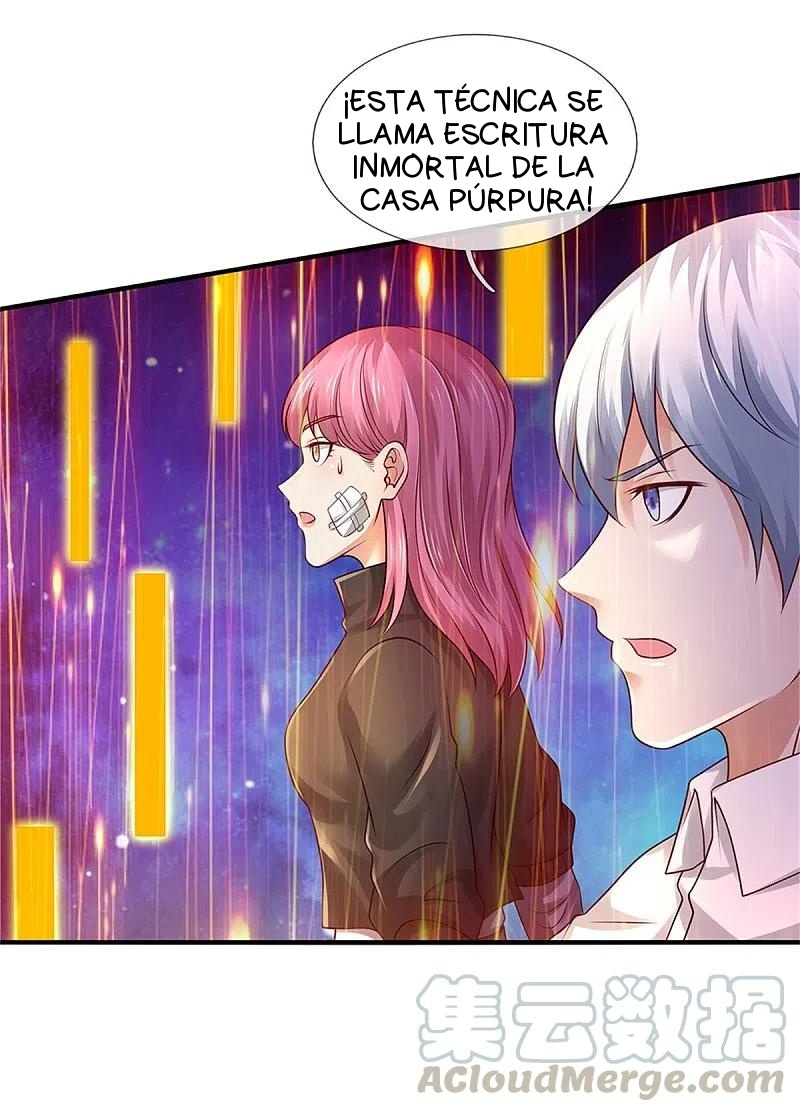 ¡ESTA TÉCNICA SE
LLAMA ESCRITURA
INMORTAL DE LA
CASA PÚRPURA!
集云数据
AcloudMerge.com